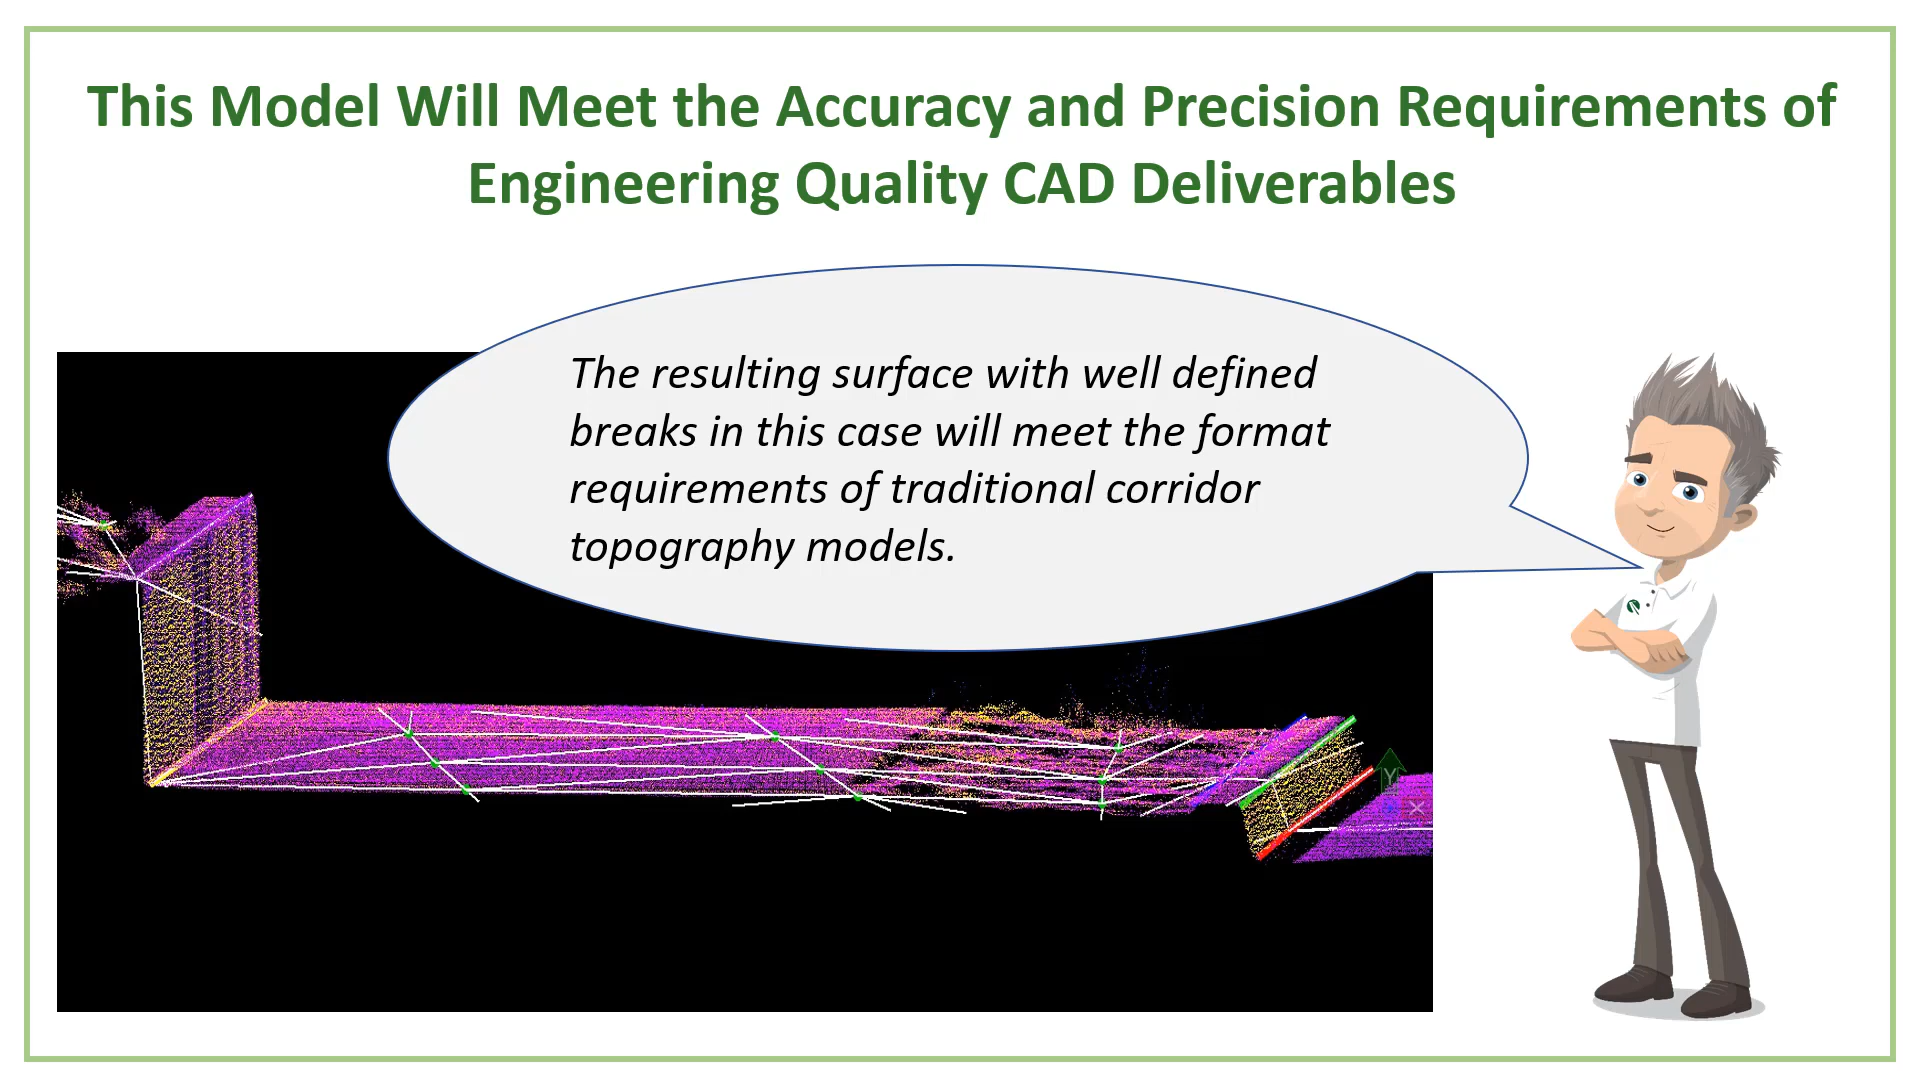 This Model Will Meet the Accuracy and Precision Requirements of
Engineering Quality CAD Deliverables
The resulting surface with well defined
breaks in this case will meet the format
requirements of traditional corridor
topography models.
Y
X